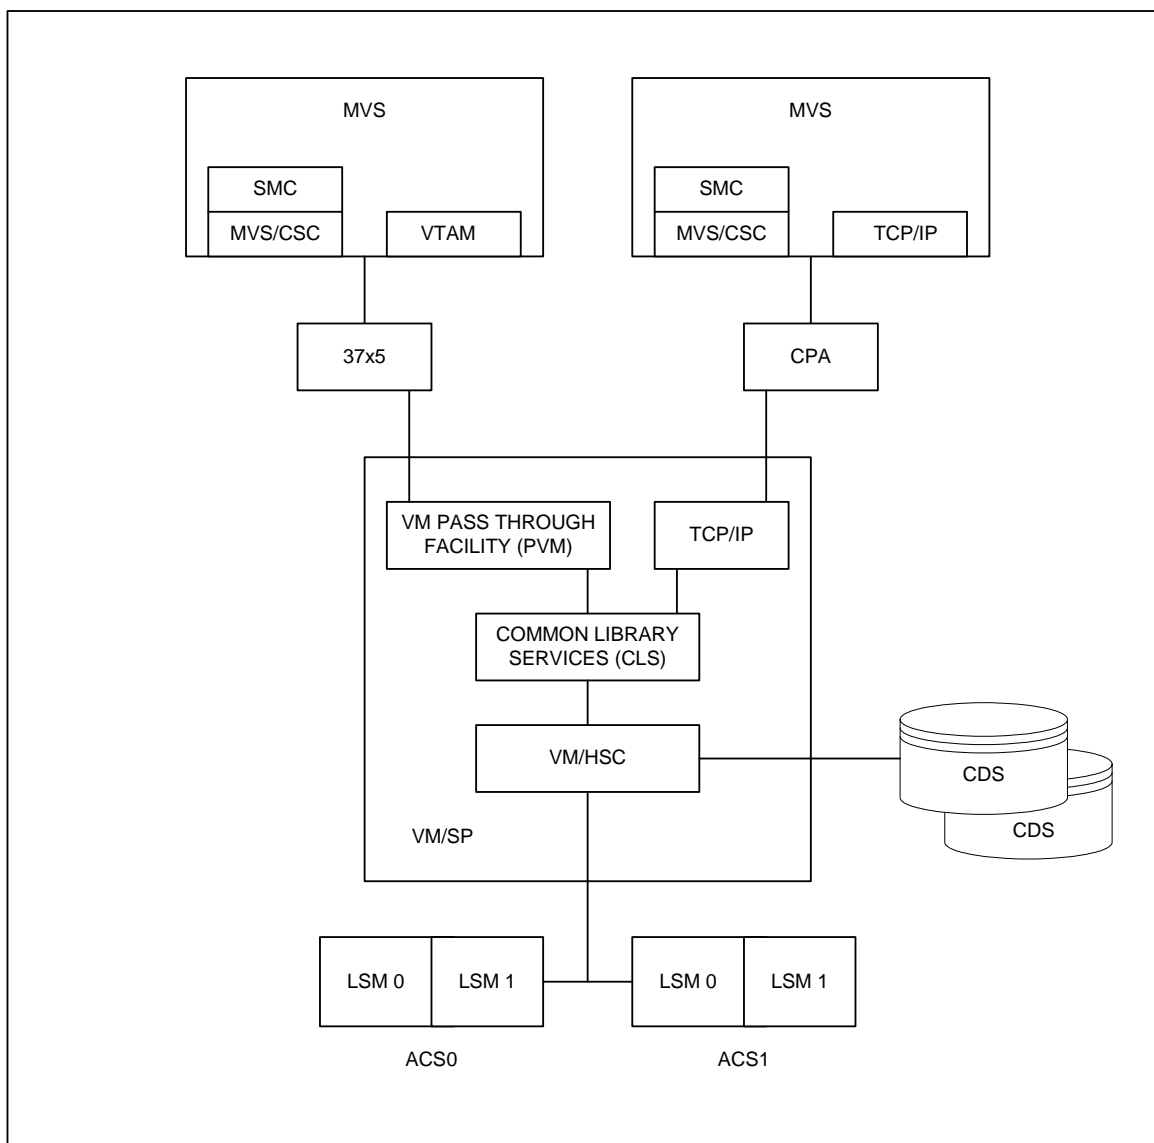 MVS
MVS
SMC
SMC
MVS/CSC
VTAM
MVS/CSC
TCP/IP
37x5
CPA
VM PASS THROUGH
FACILITY (PVM)
TCP/IP
COMMON LIBRARY
SERVICES (CLS)
VM/HSC
CDS
CDS
VM/SP
LSM 0
LSM 1
LSM 0
LSM 1
ACS0
ACS1